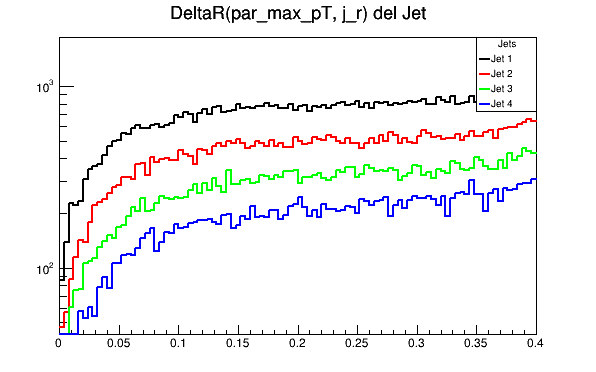 DeltaR(par_max_pT, j_r) del Jet
Jets
Jet 1
Jet 2
Jet 3
Jet 4
10³
10²
0 0.05 0.1 0.15 0.2 0.25 0.3 0.35 0.4